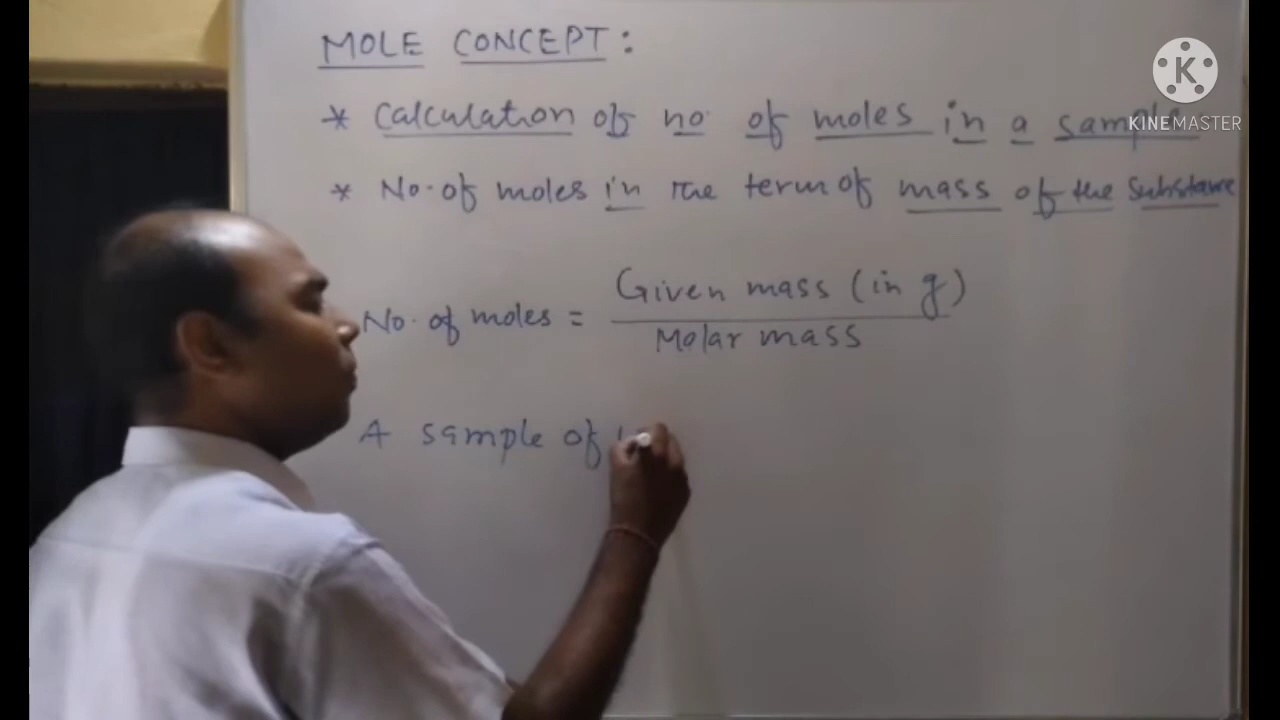 MOLE CONCEPT:
* Calculation of no. of moles in a sample
* No. of moles in the term of mass of the substance
No. of moles = Given mass (in g)
Molar mass
A sample of
K
KINEMASTER